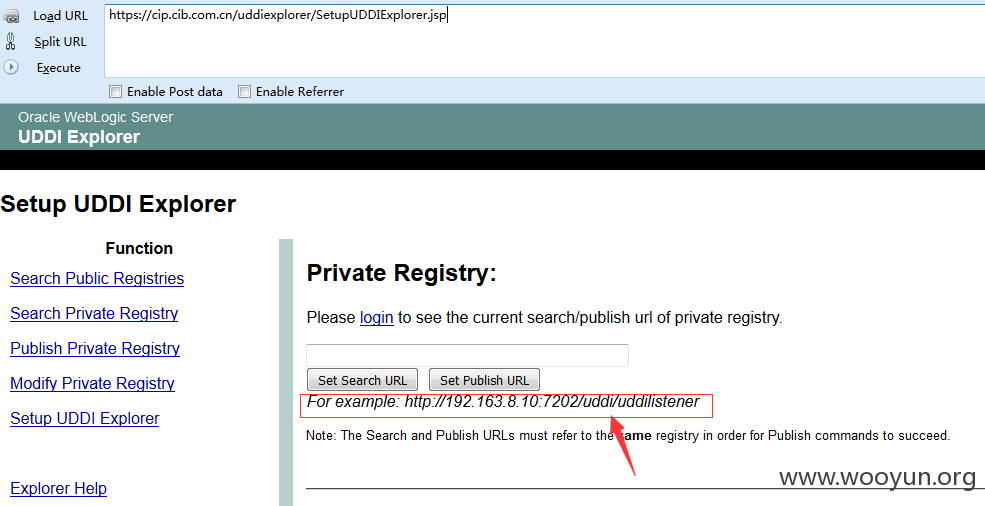 Load URL
https://cip.cib.com.cn/uddiexplorer/SetupUDDIExplorer.jsp
Split URL
Execute
Enable Post data Enable Referrer
Oracle WebLogic Server
UDDI Explorer
Setup UDDI Explorer
Function
Search Public Registries
Search Private Registry
Publish Private Registry
Modify Private Registry
Setup UDDI Explorer
Explorer Help
Private Registry:
Please login to see the current search/publish url of private registry.
Set Search URL Set Publish URL
For example: http://192.163.8.10:7202/uddi/uddilistener
Note: The Search and Publish URLs must refer to the same registry in order for Publish commands to succeed.
www.wooyun.org